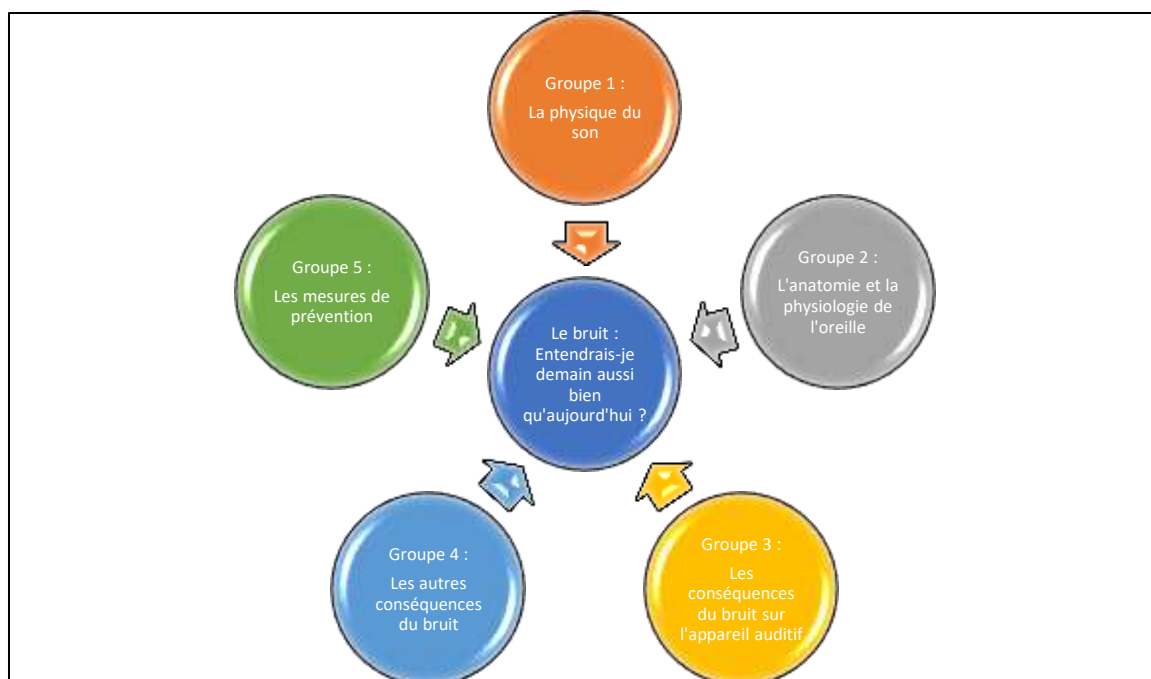 Groupe 1 :
La physique du
son
Groupe 2 :
L'anatomie et la
physiologie de
l'oreille
Groupe 5 :
Les mesures de
prévention
Le bruit :
Entendrais-je
demain aussi
bien
qu'aujourd'hui ?
Groupe 4 :
Les autres
conséquences
du bruit
Groupe 3 :
Les
conséquences
du bruit sur
l'appareil auditif